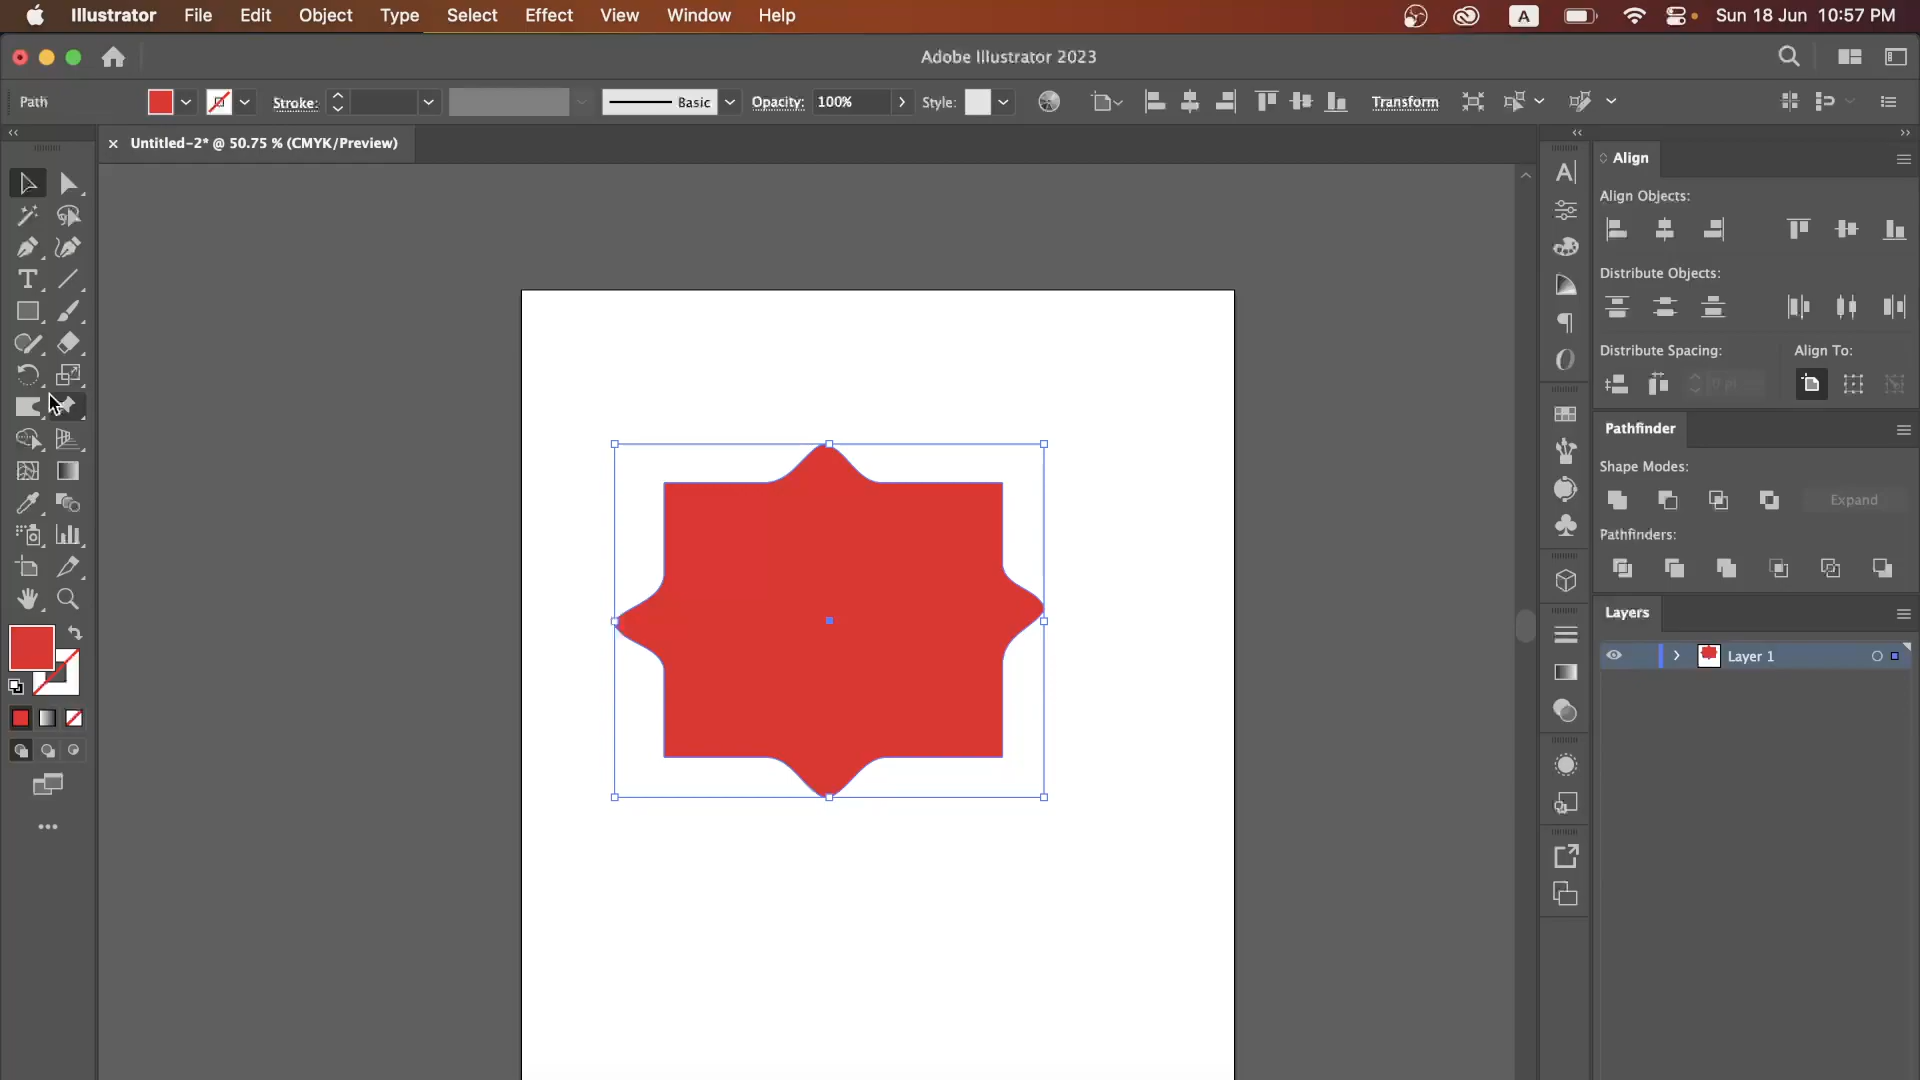 Illustrator File Edit Object Type Select Effect View Window Help A Sun 18 Jun 10:57 PM
Adobe Illustrator 2023
Path Stroke: Basic Opacity: 100% Style: Transform
Untitled-2* @ 50.75 % (CMYK/Preview)
Align
Align Objects:
Distribute Objects:
Distribute Spacing: Align To:
0 pt
Pathfinder
Shape Modes:
Expand
Pathfinders:
Layers
Layer 1